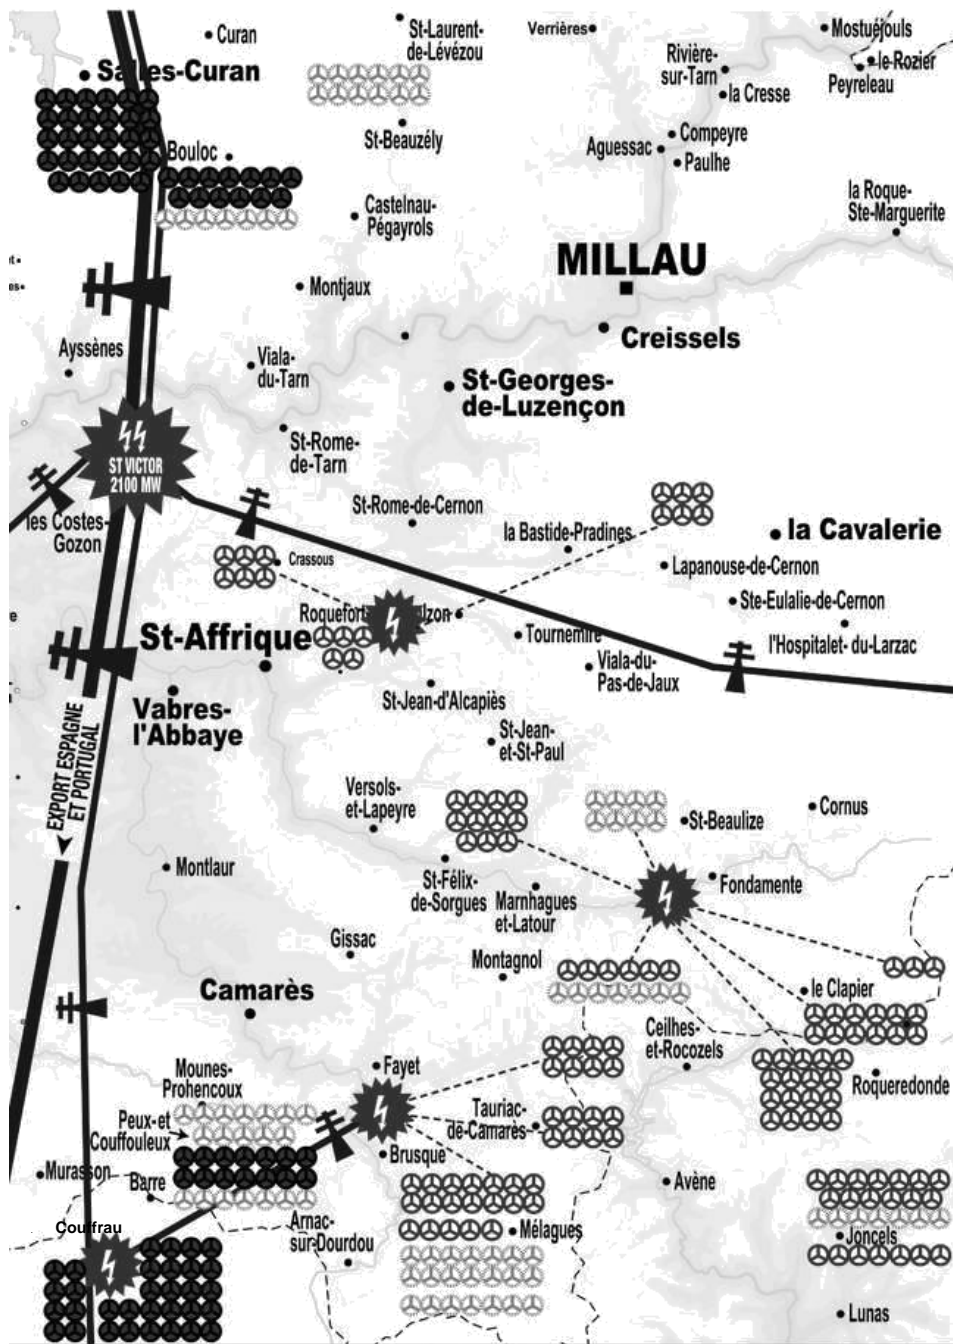 Curan
St-Laurent-
de-Lévézou
Verrières
Mostuéjouls
Rivière-
sur-Tarn
le Rozier
Peyreleau
Salles-Curan
la Cresse
St-Beauzély
Compeyre
Aguessac
Paulhe
Bouloc
la Roque-
Ste-Marguerite
Castelnau-
Pégayrols
MILLAU
Montjaux
Creissels
Ayssènes
Viala-
du-Tarn
St-Georges-
de-Luzençon
St-Rome-
de-Tarn
ST VICTOR
2100 MW
St-Rome-de-Cernon
les Costes-
Gozon
la Bastide-Pradines
la Cavalerie
Crassous
Lapanouse-de-Cernon
Ste-Eulalie-de-Cernon
Roquefort
lzon
St-Affrique
Tournemire
l'Hospitalet- du-Larzac
Viala-du-
Pas-de-Jaux
St-Jean-d'Alcapiès
Vabres-
l'Abbaye
St-Jean-
et-St-Paul
EXPORT ESPAGNE
ET PORTUGAL
Versols-
et-Lapeyre
St-Beaulize
Cornus
Montlaur
St-Félix-
de-Sorgues
Marnhagues
et-Latour
Fondamente
Gissac
Montagnol
Camarès
le Clapier
Ceilhes-
et-Rocozels
Fayet
Mounes-
Prohencoux
Roqueredonde
Peux-et
Couffouleux
Tauriac-
de-Camarès
Brusque
Murasson
Barre
Avène
Couffrau
Arnac-
sur-Dourdou
Mélagues
Joncels
Lunas